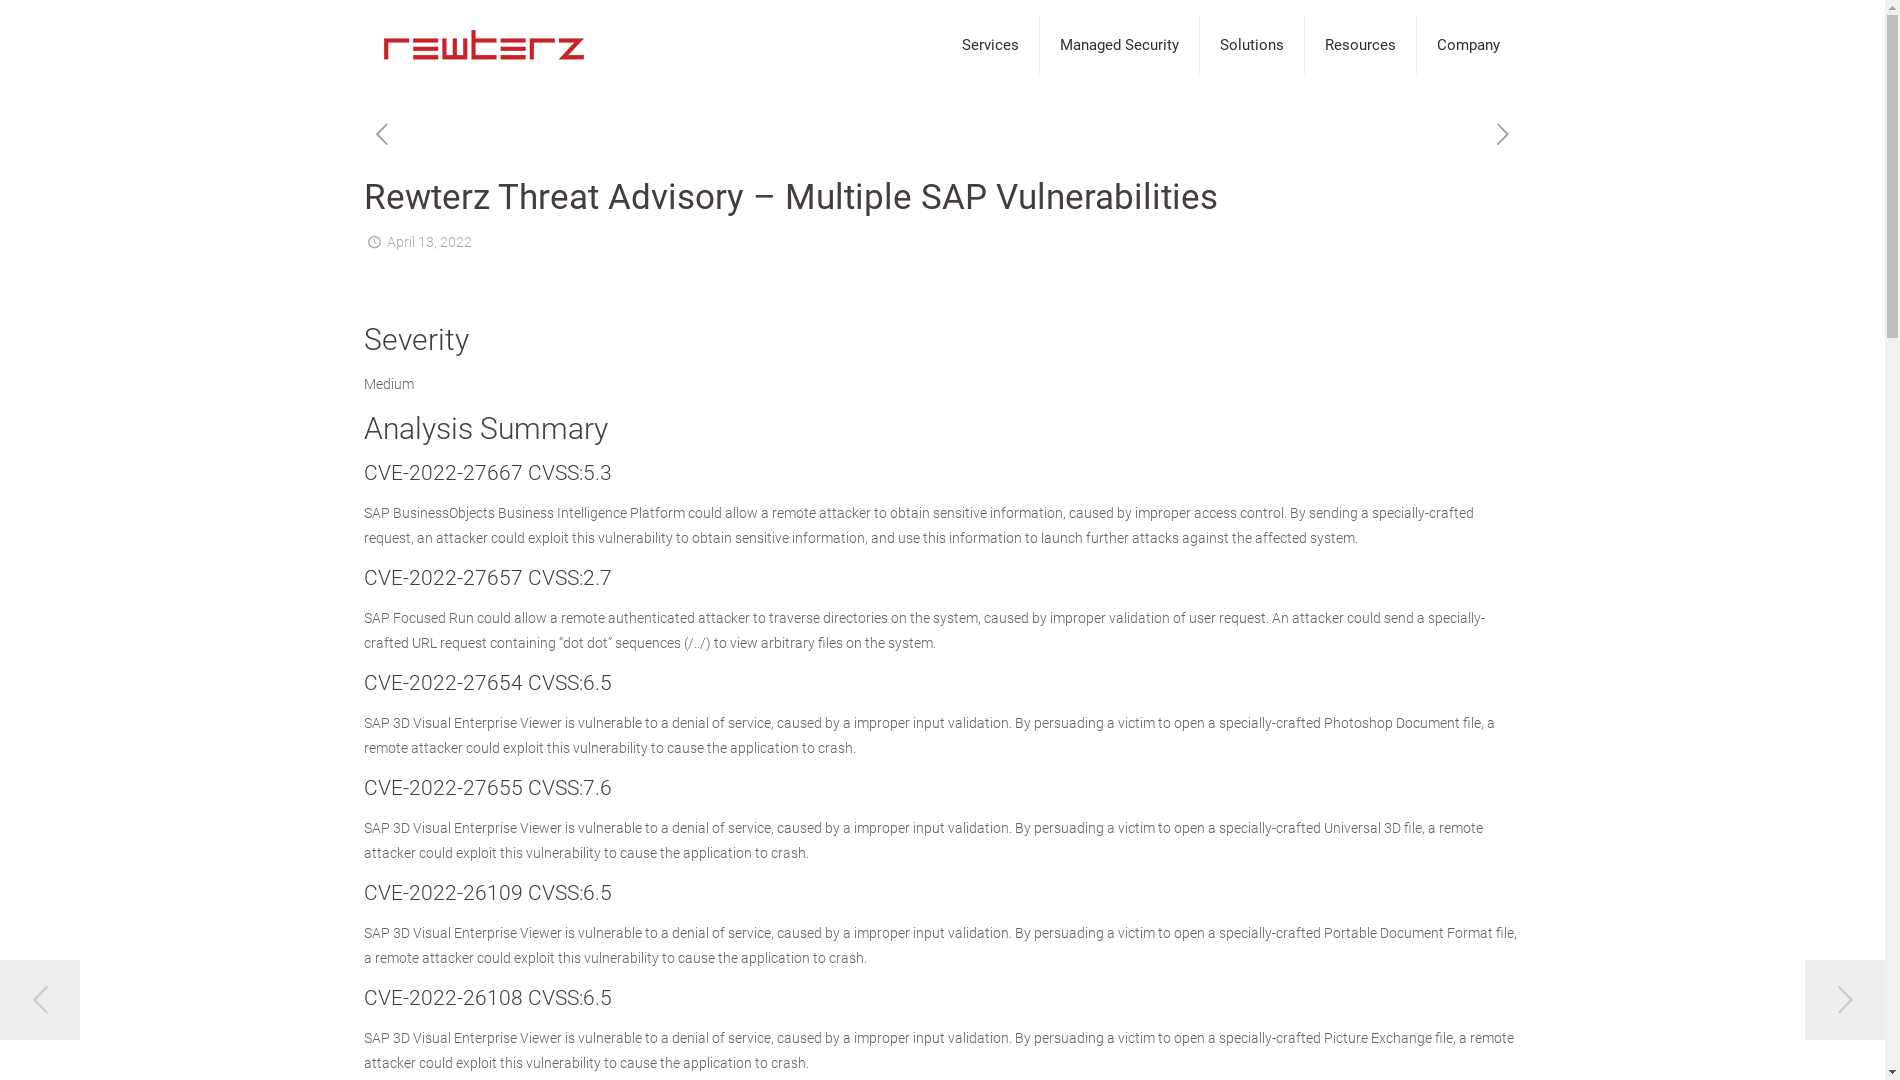 rewterz
Services
Managed Security
Solutions
Resources
Company
Rewterz Threat Advisory – Multiple SAP Vulnerabilities
April 13, 2022
Severity
Medium
Analysis Summary
CVE-2022-27667 CVSS:5.3
SAP BusinessObjects Business Intelligence Platform could allow a remote attacker to obtain sensitive information, caused by improper access control. By sending a specially-crafted
request, an attacker could exploit this vulnerability to obtain sensitive information, and use this information to launch further attacks against the affected system.
CVE-2022-27657 CVSS:2.7
SAP Focused Run could allow a remote authenticated attacker to traverse directories on the system, caused by improper validation of user request. An attacker could send a specially-
crafted URL request containing “dot dot” sequences (/../) to view arbitrary files on the system.
CVE-2022-27654 CVSS:6.5
SAP 3D Visual Enterprise Viewer is vulnerable to a denial of service, caused by a improper input validation. By persuading a victim to open a specially-crafted Photoshop Document file, a
remote attacker could exploit this vulnerability to cause the application to crash.
CVE-2022-27655 CVSS:7.6
SAP 3D Visual Enterprise Viewer is vulnerable to a denial of service, caused by a improper input validation. By persuading a victim to open a specially-crafted Universal 3D file, a remote
attacker could exploit this vulnerability to cause the application to crash.
CVE-2022-26109 CVSS:6.5
SAP 3D Visual Enterprise Viewer is vulnerable to a denial of service, caused by a improper input validation. By persuading a victim to open a specially-crafted Portable Document Format file,
a remote attacker could exploit this vulnerability to cause the application to crash.
CVE-2022-26108 CVSS:6.5
SAP 3D Visual Enterprise Viewer is vulnerable to a denial of service, caused by a improper input validation. By persuading a victim to open a specially-crafted Picture Exchange file, a remote
attacker could exploit this vulnerability to cause the application to crash.